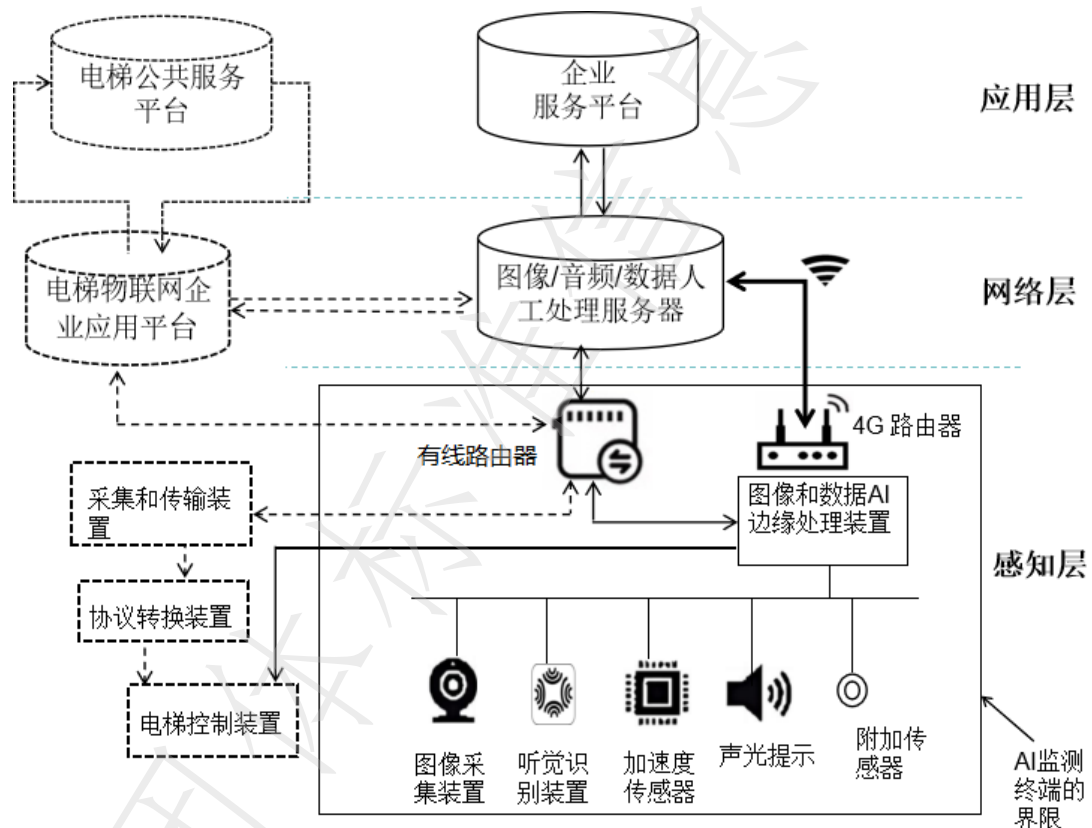 电梯公共服务
平台
企业
服务平台
应用层
电梯物联网企
业应用平台
图像/音频/数据人
工处理服务器
网络层
有线路由器
4G 路由器
采集和传输装
置
图像和数据AI
边缘处理装置
感知层
协议转换装置
电梯控制装置
图像采
集装置
听觉识
别装置
加速度
传感器
声光提示
附加传
感器
AI监测
终端的
界限
团体标准信息